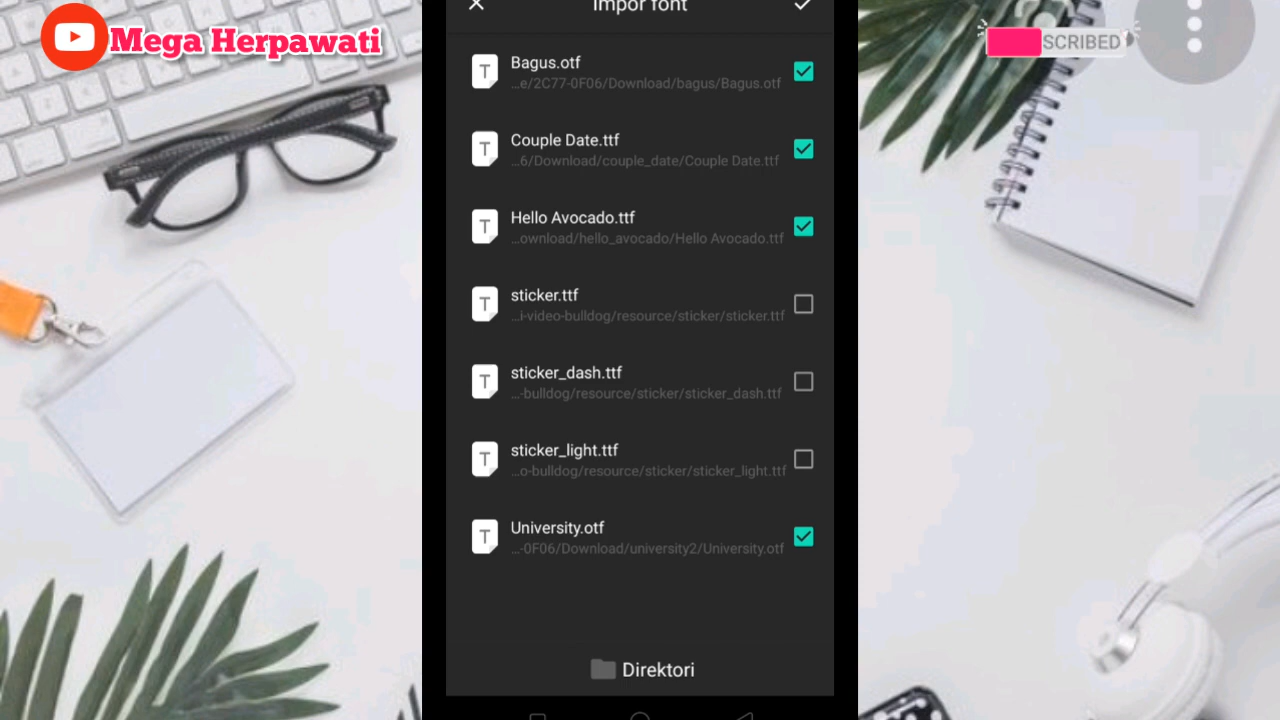 Mega Herpawati
SCRIBED
Impor font
Bagus.otf
...e/2C77-0F06/Download/bagus/Bagus.otf
Couple Date.ttf
...6/Download/couple_date/Couple Date.ttf
Hello Avocado.ttf
...ownload/hello_avocado/Hello Avocado.ttf
sticker.ttf
...i-video-bulldog/resource/sticker/sticker.ttf
sticker_dash.ttf
...-bulldog/resource/sticker/sticker_dash.ttf
sticker_light.ttf
...o-bulldog/resource/sticker/sticker_light.ttf
University.otf
...-0F06/Download/university2/University.otf
Direktori